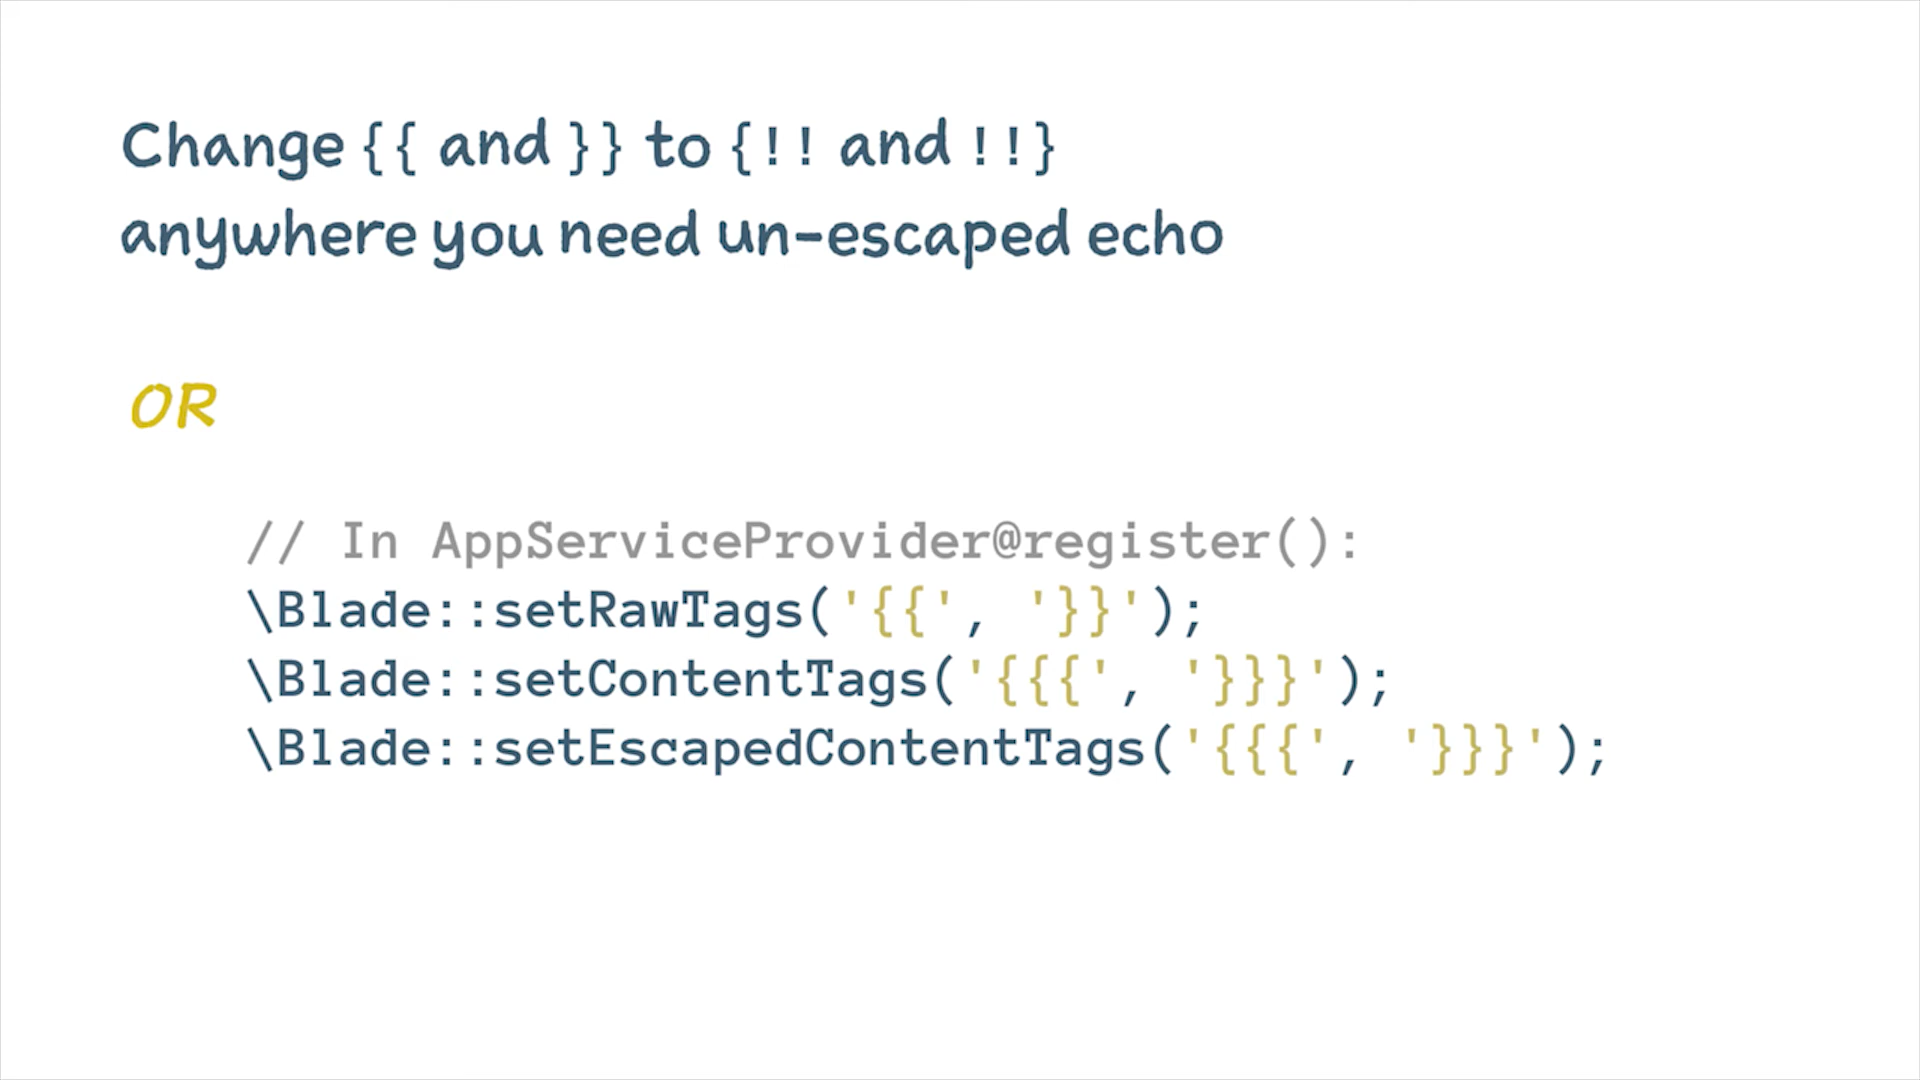 Change {{ and }} to {!! and !!}
anywhere you need un-escaped echo
OR
// In AppServiceProvider@register():
\Blade::setRawTags('{{', '}}');
\Blade::setContentTags('{{{', '}}}');
\Blade::setEscapedContentTags('{{{', '}}}');